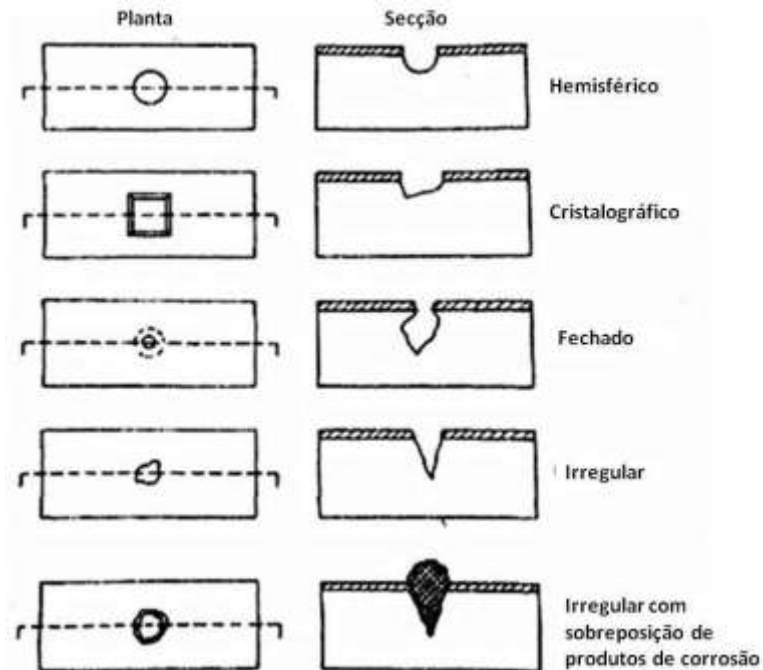 Planta
Secção
Hemisférico
Cristalográfico
Fechado
Irregular
Irregular com
sobreposição de
produtos de corrosão